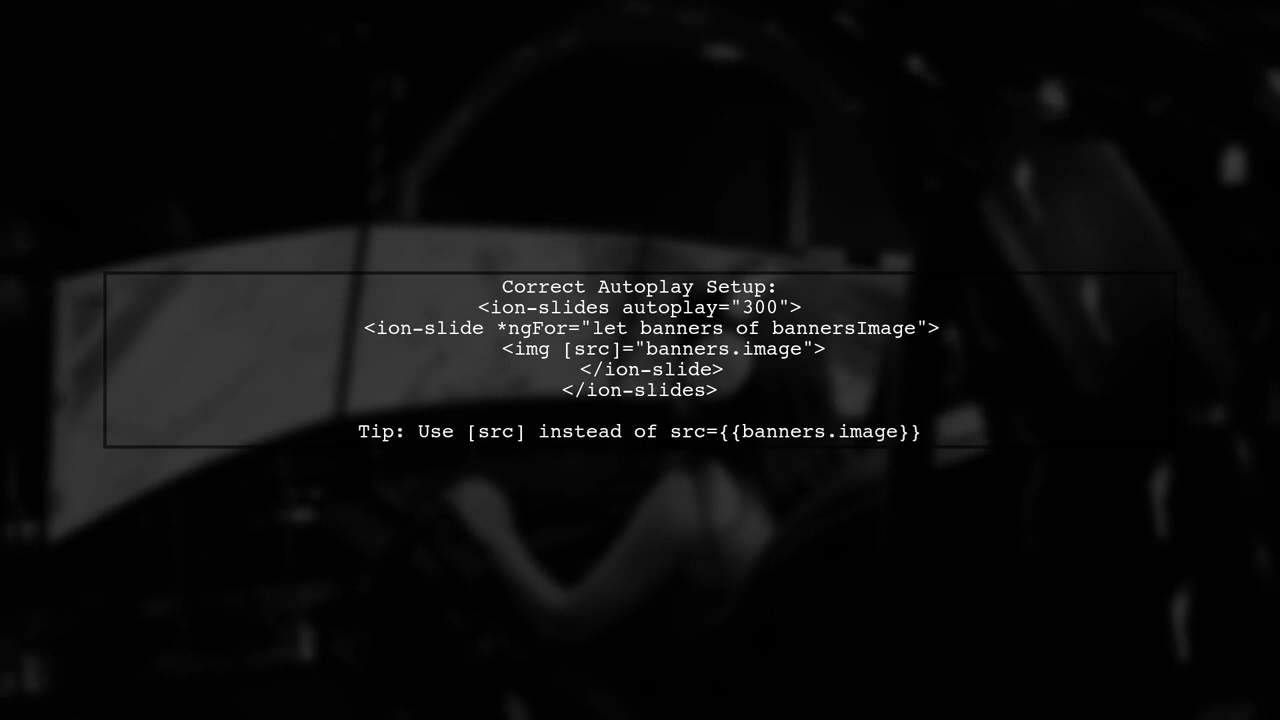 Correct Autoplay Setup:
<ion-slides autoplay="300">
<ion-slide *ngFor="let banners of bannersImage">
<img [src]="banners.image">
</ion-slide>
</ion-slides>
Tip: Use [src] instead of src={{banners.image}}